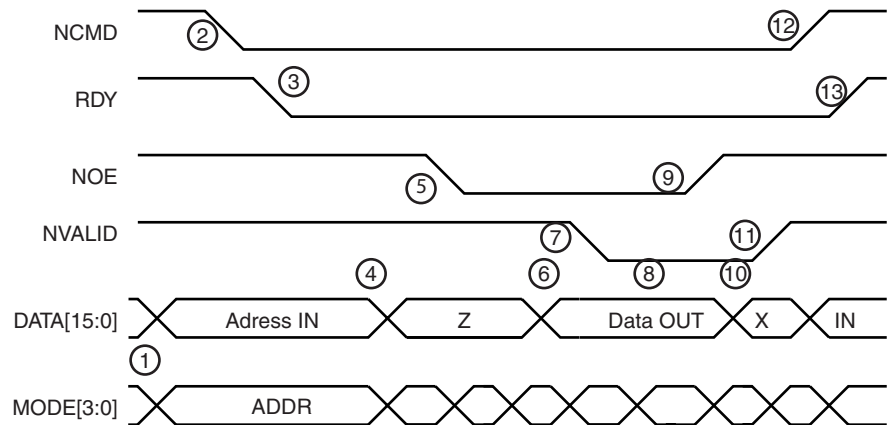 NCMD
2
12
RDY
3
13
NOE
5
9
NVALID
7
11
4
6
8
10
DATA[15:0]
Adress IN
Z
Data OUT
X
IN
1
MODE[3:0]
ADDR